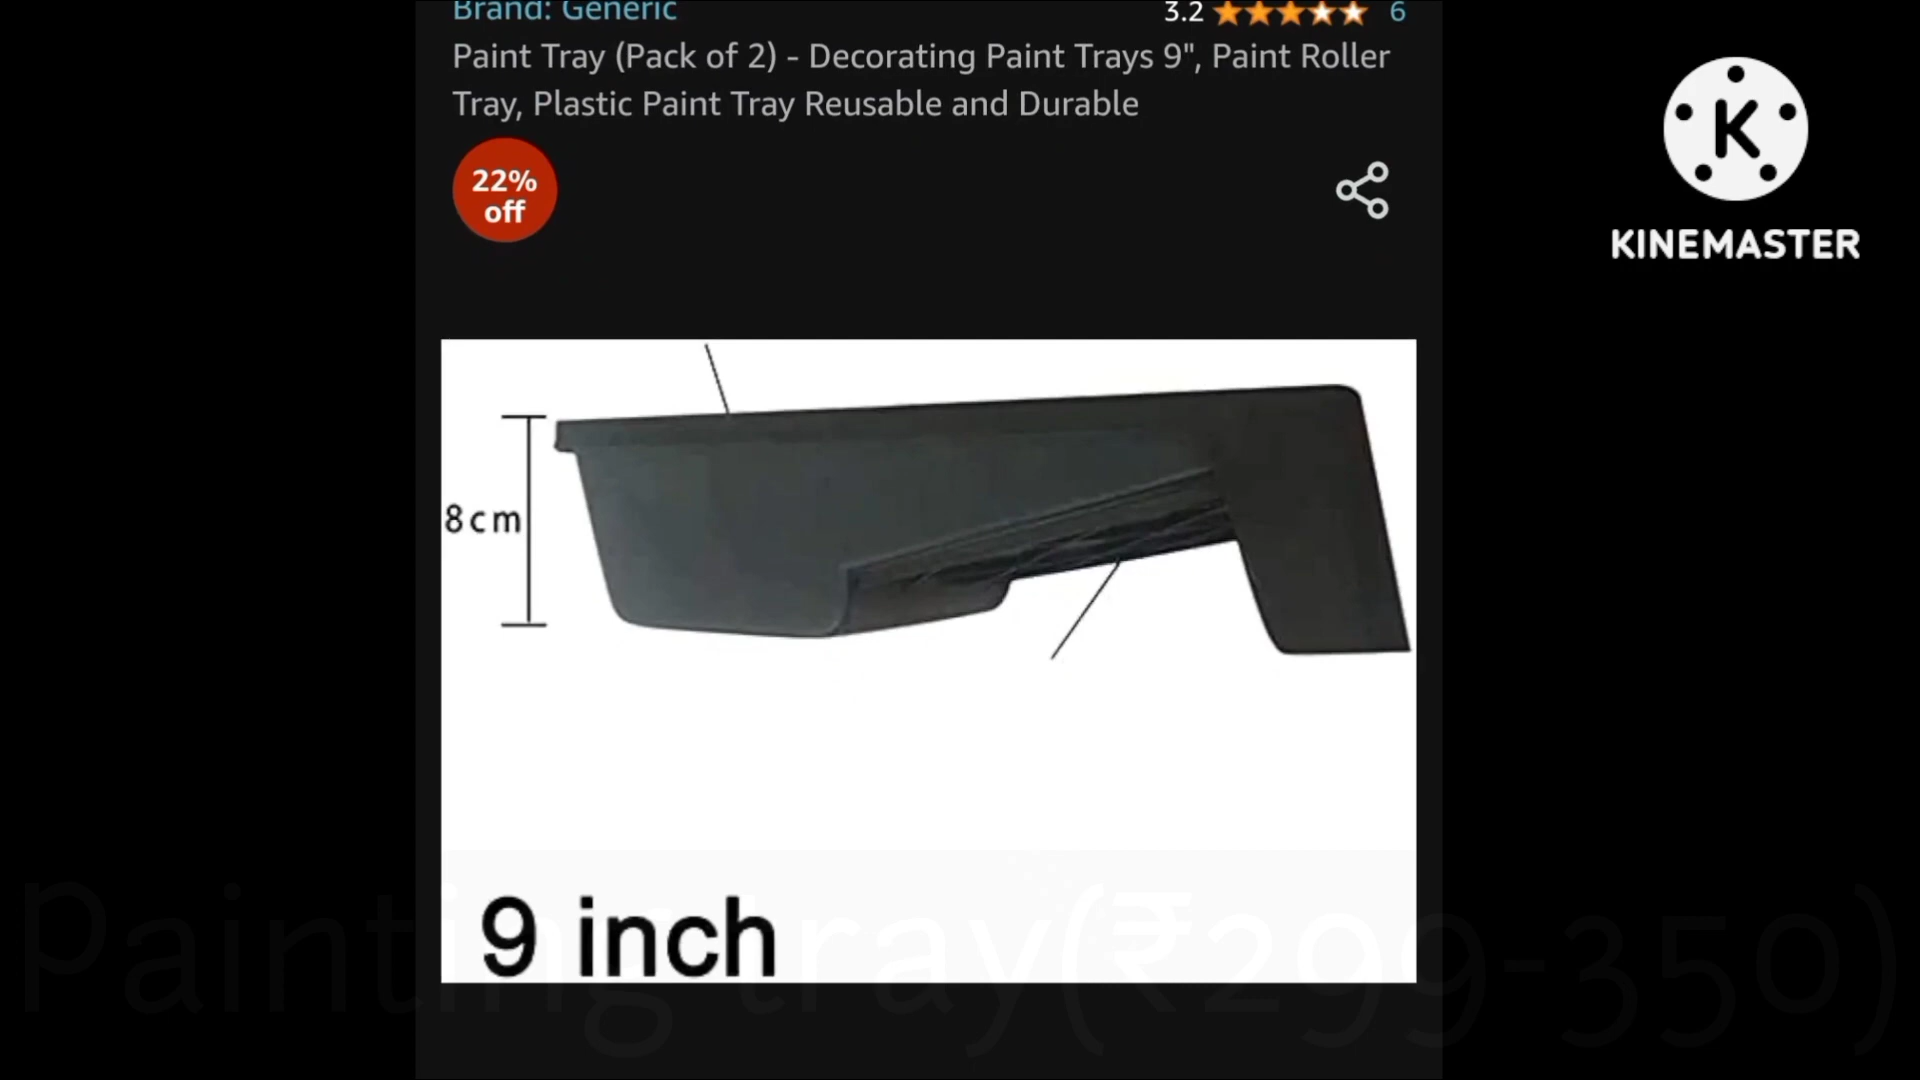 Brand: Generic
3.2 6
Paint Tray (Pack of 2) - Decorating Paint Trays 9", Paint Roller
Tray, Plastic Paint Tray Reusable and Durable
22%
off
K
KINEMASTER
8cm
9 inch
Painting tray(₹299-350)